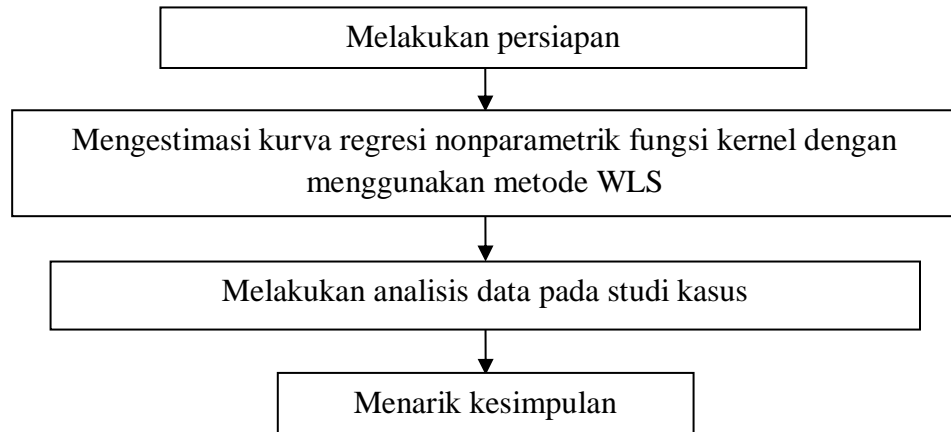 Melakukan persiapan
Mengestimasi kurva regresi nonparametrik fungsi kernel dengan
menggunakan metode WLS
Melakukan analisis data pada studi kasus
Menarik kesimpulan